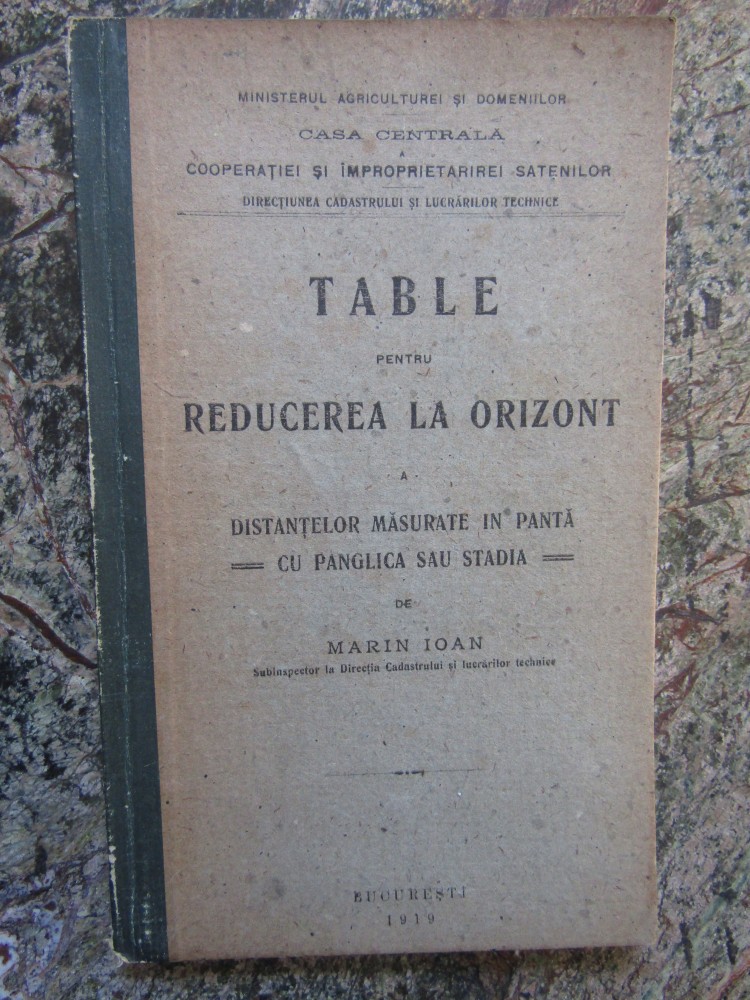 MINISTERUL AGRICULTUREI ȘI DOMENIILOR
CASA CENTRALĂ
A
COOPERAȚIEI ȘI ÎMPROPRIETARIREI SATENILOR
DIRECȚIUNEA CADASTRULUI ȘI LUCRĂRILOR TECHNICE
TABLE
PENTRU
REDUCEREA LA ORIZONT
A
DISTANȚELOR MĂSURATE IN PANTĂ
CU PANGLICA SAU STADIA
DE
MARIN IOAN
Subinspector la Direcția Cadastrului și lucrărilor technice
BUCUREȘTI
1919